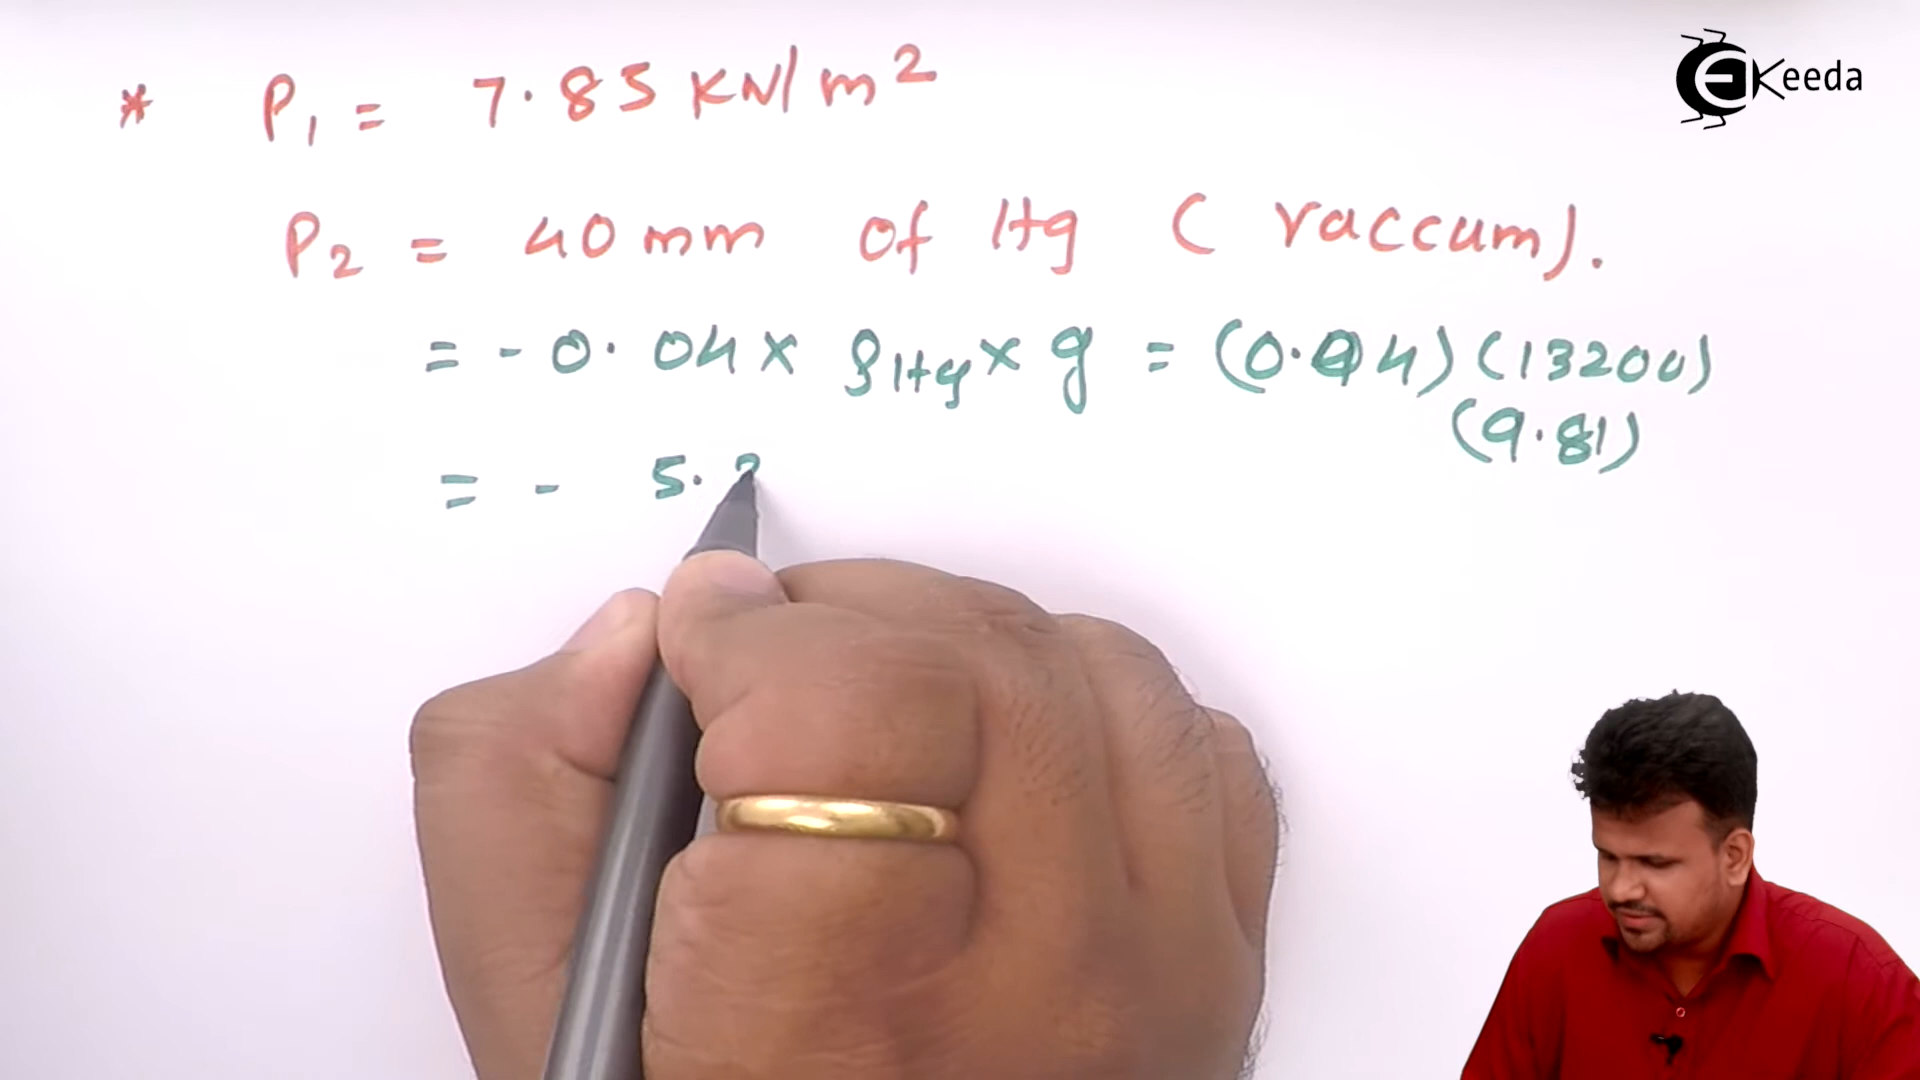 EKeeda
* P₁ = 7.85 KN/m²
P₂ = 40 mm of Hg ( vaccum).
= - 0.04 × ρHg × g = (0.04) (13200)
(9.81)
= - 5.